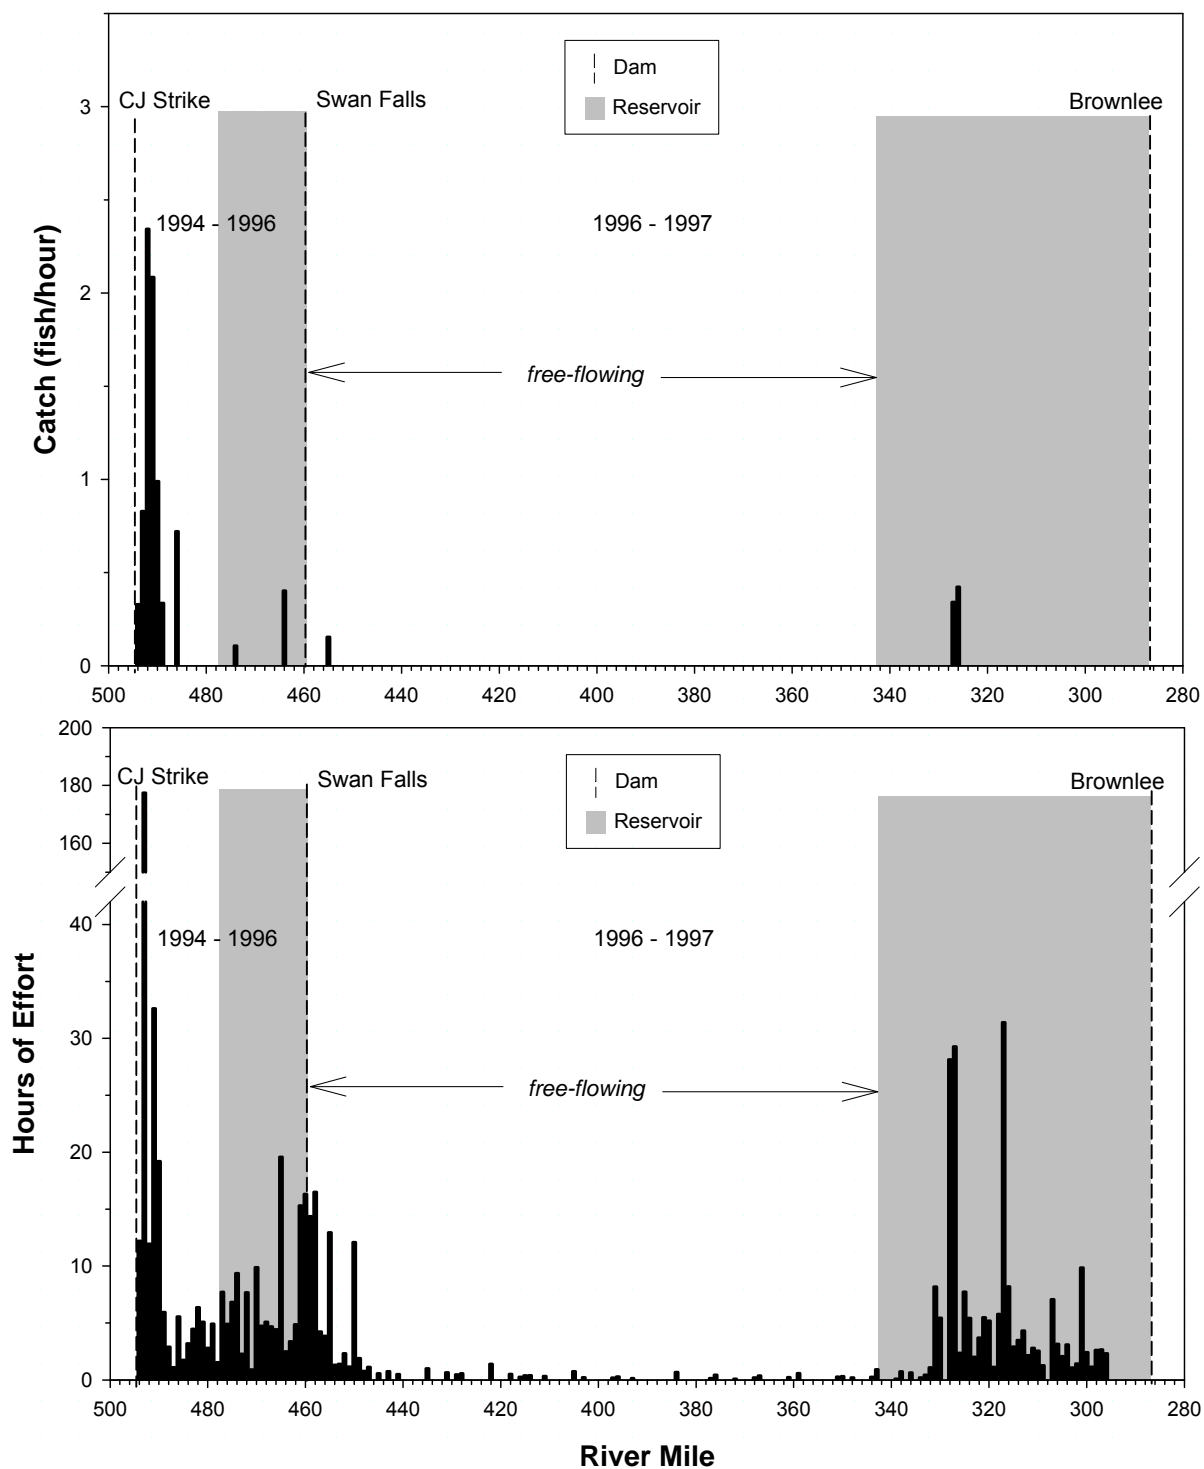 Catch (fish/hour)
3
2
1
0
CJ Strike
Swan Falls
Brownlee
Dam
Reservoir
1994 - 1996
1996 - 1997
free-flowing
500 480 460 440 420 400 380 360 340 320 300 280
Hours of Effort
200
180
160
40
30
20
10
0
CJ Strike
Swan Falls
Brownlee
Dam
Reservoir
1994 - 1996
1996 - 1997
free-flowing
500 480 460 440 420 400 380 360 340 320 300 280
River Mile